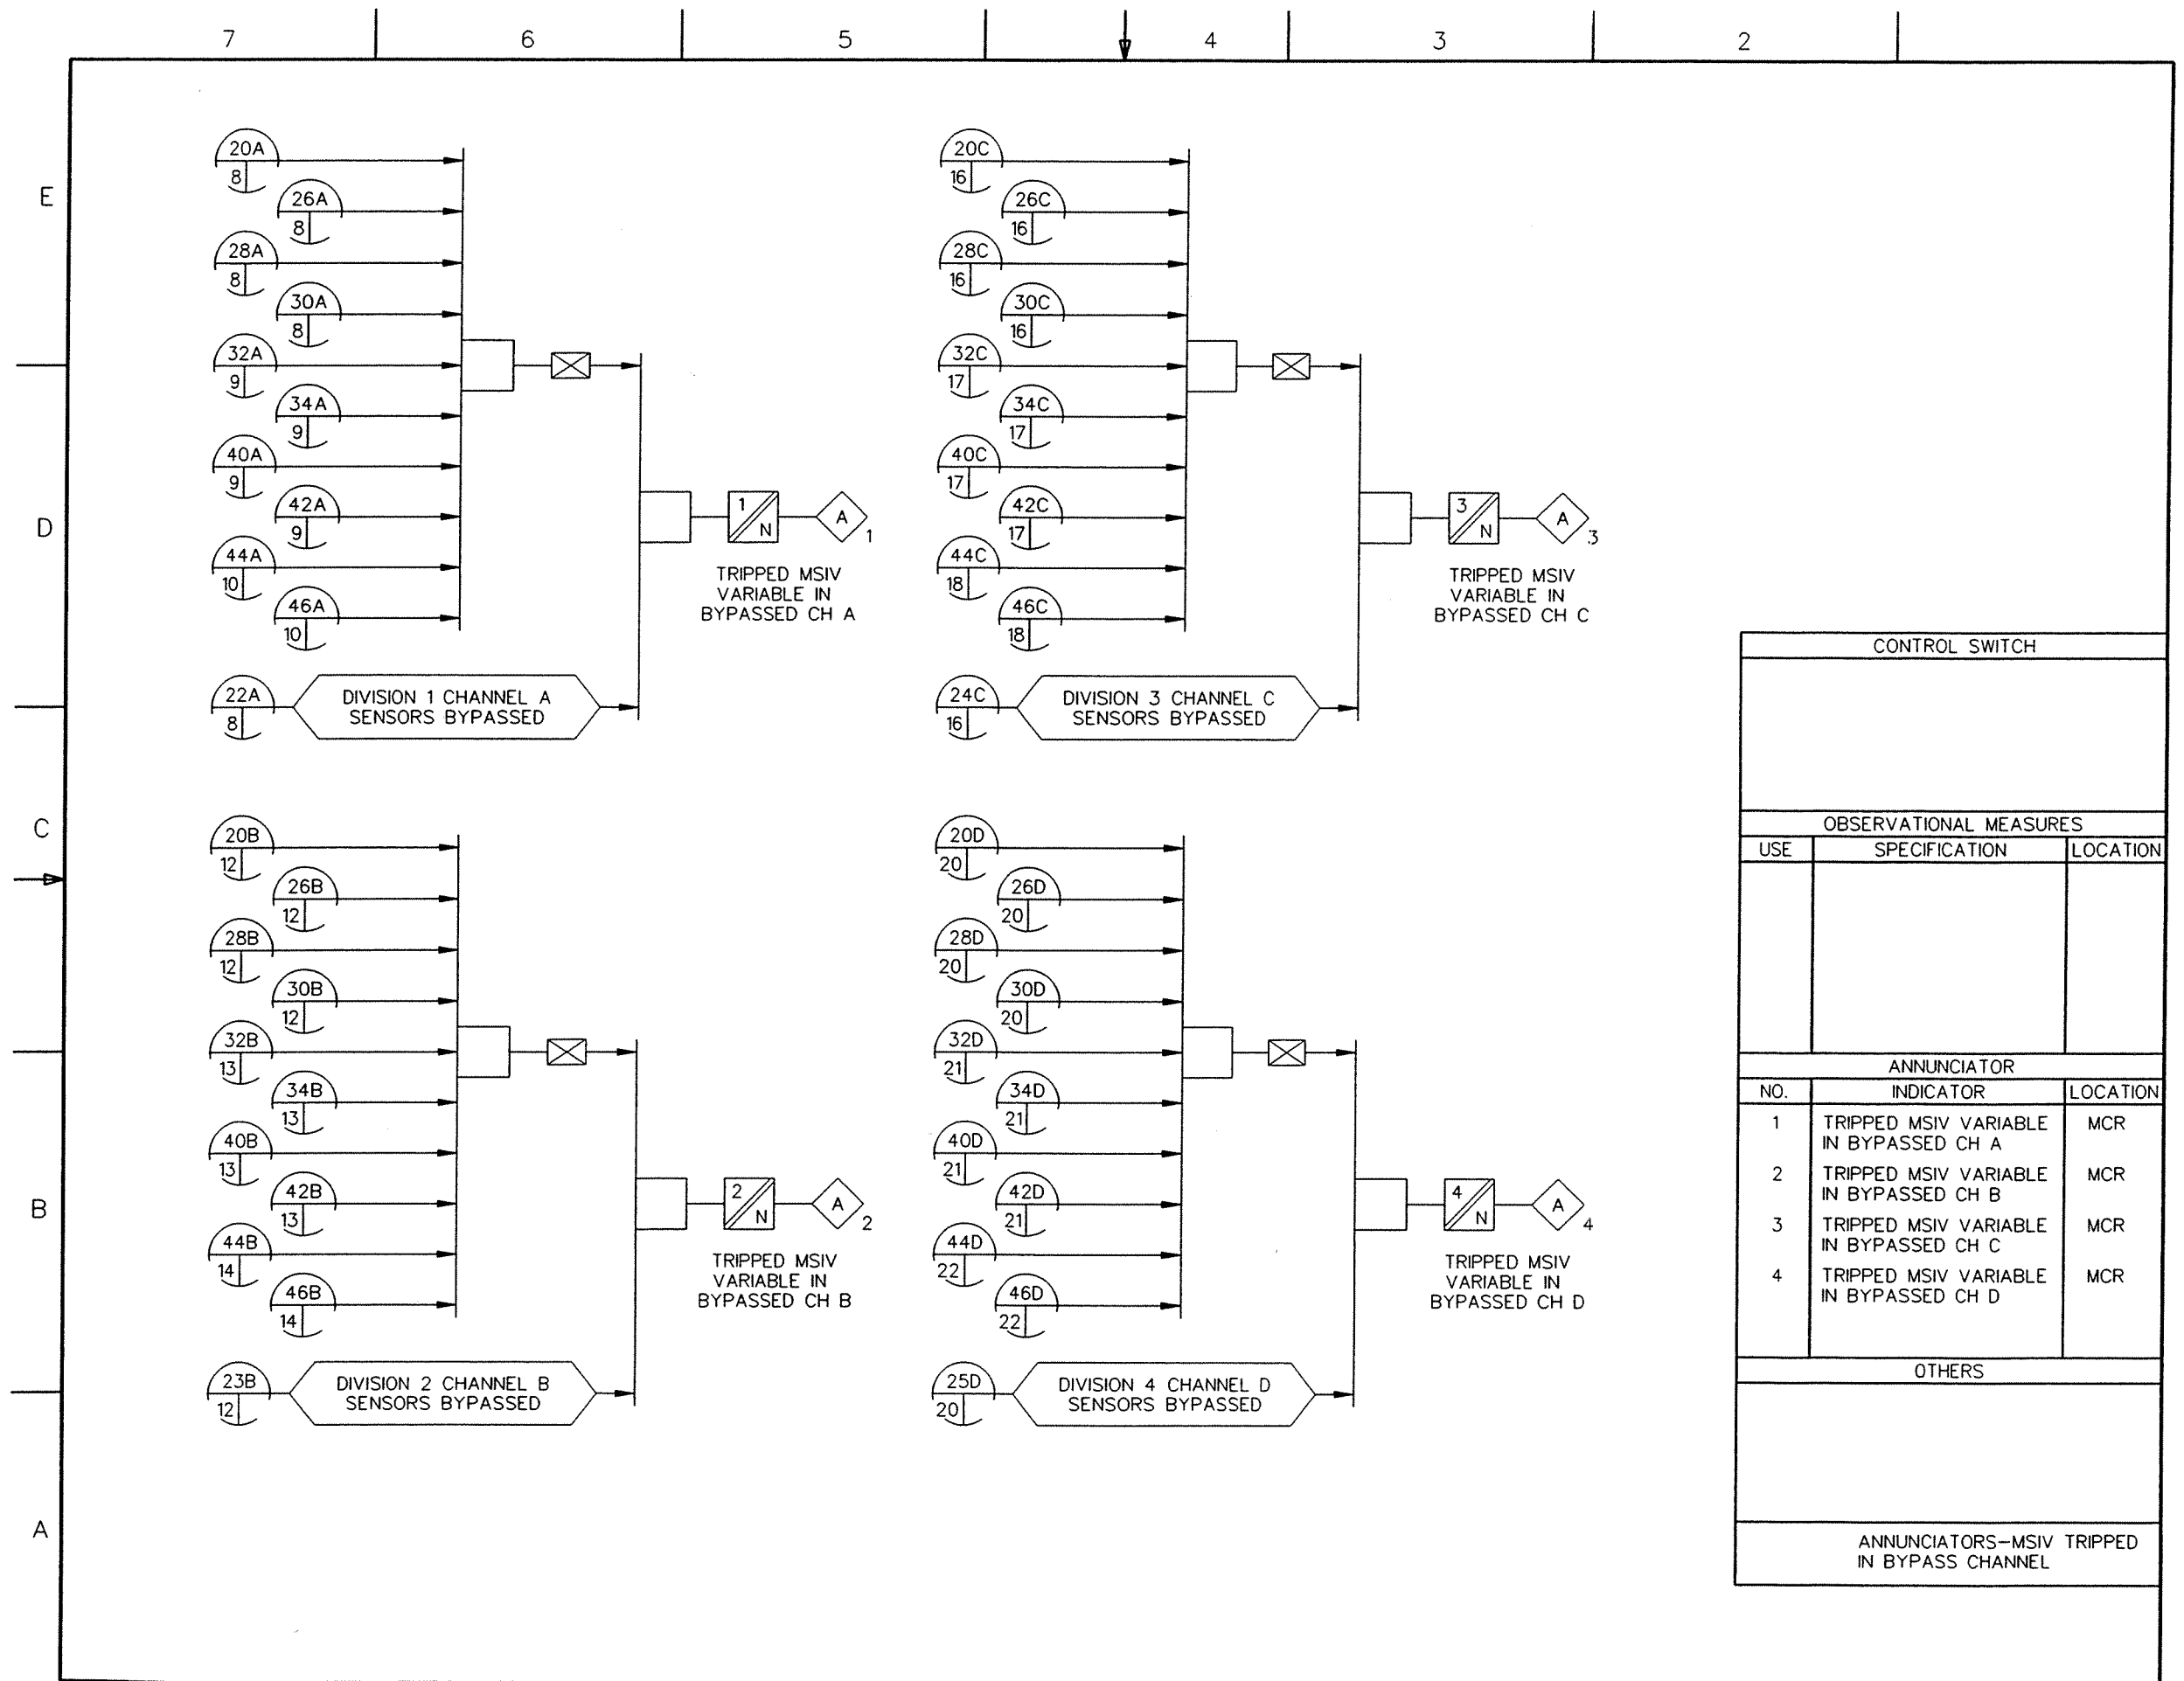 7 6 5 4 3 2
E
D
C
B
A
20A
8
26A
8
28A
8
30A
8
32A
9
34A
9
40A
9
42A
9
44A
10
46A
10
22A
8
DIVISION 1 CHANNEL A
SENSORS BYPASSED
1
N
A
1
TRIPPED MSIV
VARIABLE IN
BYPASSED CH A
20C
16
26C
16
28C
16
30C
16
32C
17
34C
17
40C
17
42C
17
44C
18
46C
18
24C
16
DIVISION 3 CHANNEL C
SENSORS BYPASSED
3
N
A
3
TRIPPED MSIV
VARIABLE IN
BYPASSED CH C
20B
12
26B
12
28B
12
30B
12
32B
13
34B
13
40B
13
42B
13
44B
14
46B
14
23B
12
DIVISION 2 CHANNEL B
SENSORS BYPASSED
2
N
A
2
TRIPPED MSIV
VARIABLE IN
BYPASSED CH B
20D
20
26D
20
28D
20
30D
20
32D
21
34D
21
40D
21
42D
21
44D
22
46D
22
25D
20
DIVISION 4 CHANNEL D
SENSORS BYPASSED
4
N
A
4
TRIPPED MSIV
VARIABLE IN
BYPASSED CH D
CONTROL SWITCH
OBSERVATIONAL MEASURES
USE SPECIFICATION LOCATION
ANNUNCIATOR
NO. INDICATOR LOCATION
1 TRIPPED MSIV VARIABLE MCR
IN BYPASSED CH A
2 TRIPPED MSIV VARIABLE MCR
IN BYPASSED CH B
3 TRIPPED MSIV VARIABLE MCR
IN BYPASSED CH C
4 TRIPPED MSIV VARIABLE MCR
IN BYPASSED CH D
OTHERS
ANNUNCIATORS-MSIV TRIPPED
IN BYPASS CHANNEL